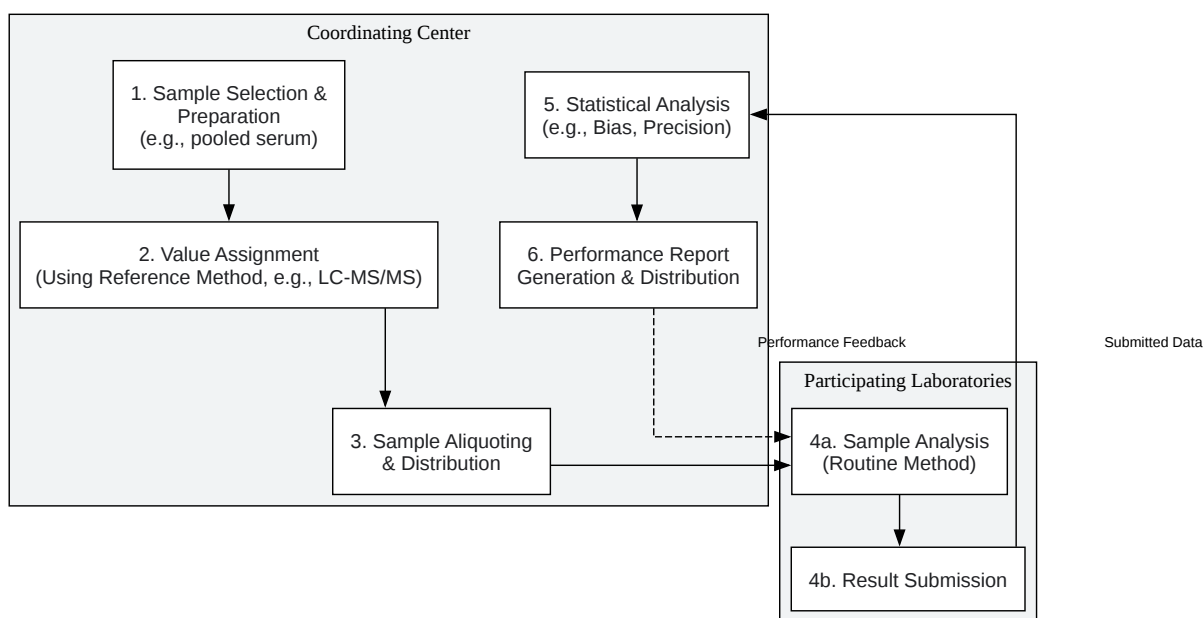 Coordinating Center
1. Sample Selection &
Preparation
(e.g., pooled serum)
5. Statistical Analysis
(e.g., Bias, Precision)
2. Value Assignment
(Using Reference Method, e.g., LC-MS/MS)
6. Performance Report
Generation & Distribution
Performance Feedback
Submitted Data
Participating Laboratories
3. Sample Aliquoting
& Distribution
4a. Sample Analysis
(Routine Method)
4b. Result Submission